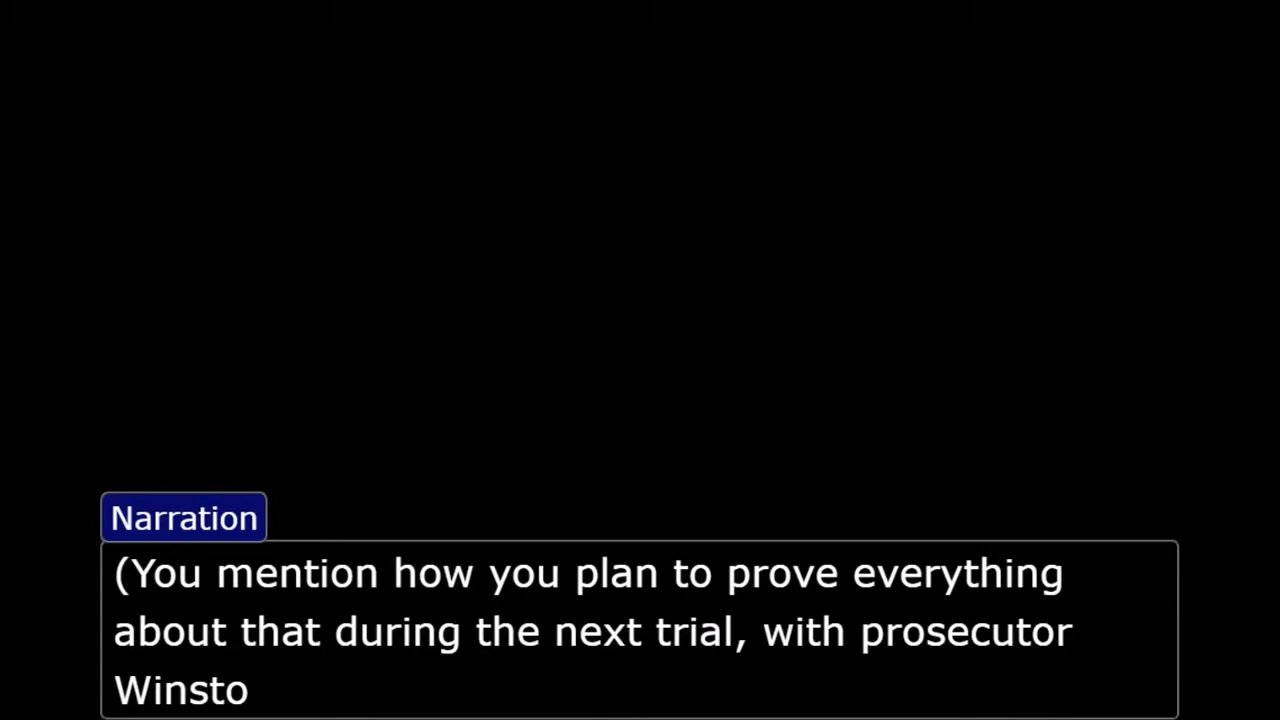 Narration
(You mention how you plan to prove everything
about that during the next trial, with prosecutor
Winsto